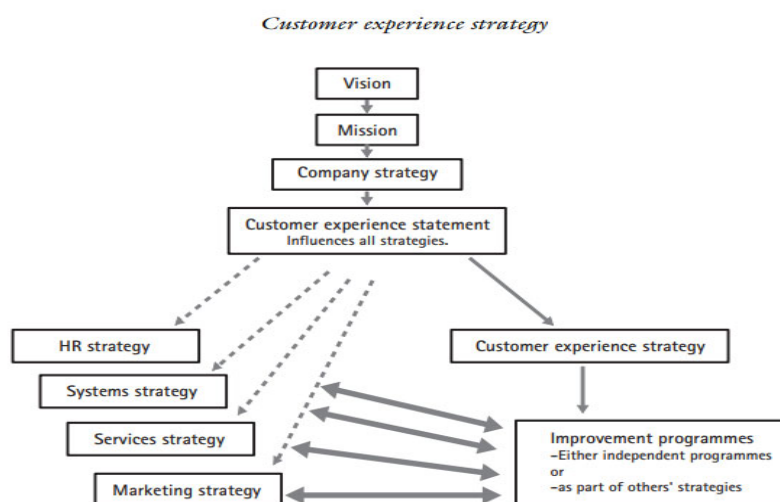 Customer experience strategy
Vision
Mission
Company strategy
Customer experience statement
Influences all strategies.
HR strategy
Customer experience strategy
Systems strategy
Services strategy
Marketing strategy
Improvement programmes
–Either independent programmes
or
–as part of others' strategies